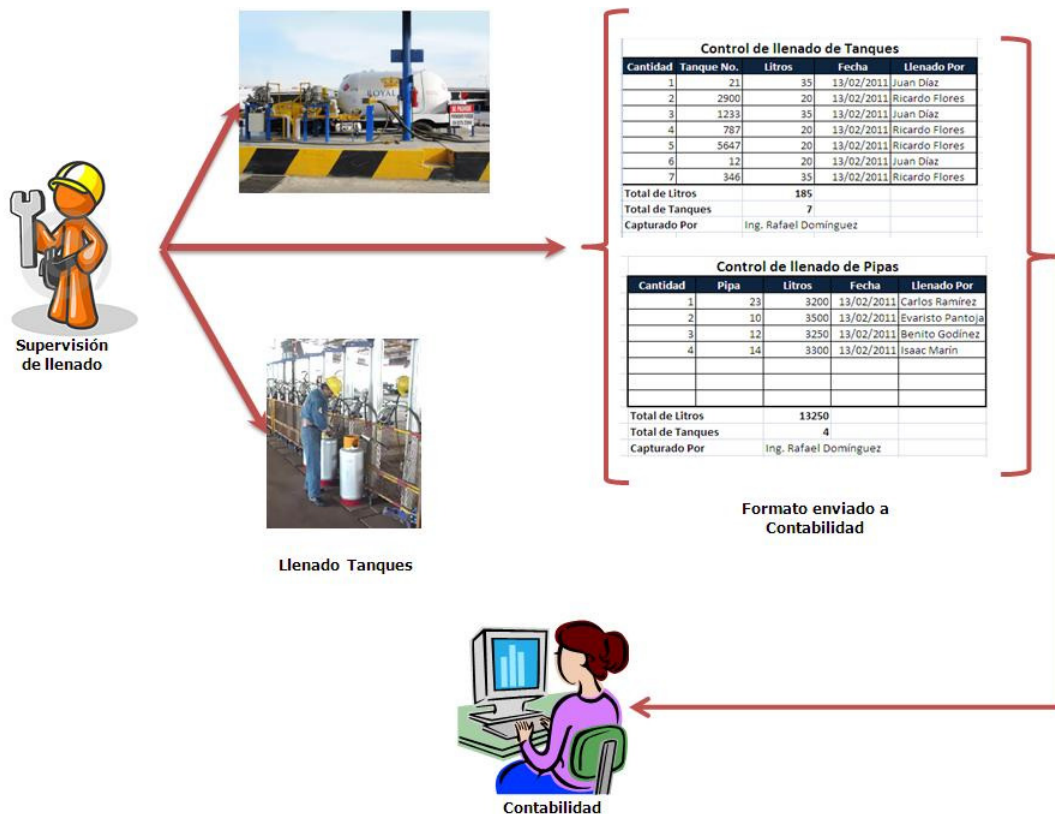 ROYAL
Supervisión
de llenado
Llenado Tanques
Control de llenado de Tanques
Cantidad Tanque No. Litros Fecha Llenado Por
1 21 35 13/02/2011 Juan Díaz
2 2900 20 13/02/2011 Ricardo Flores
3 1233 35 13/02/2011 Juan Díaz
4 787 20 13/02/2011 Ricardo Flores
5 5647 20 13/02/2011 Ricardo Flores
6 12 20 13/02/2011 Juan Díaz
7 346 35 13/02/2011 Ricardo Flores
Total de Litros 185
Total de Tanques 7
Capturado Por Ing. Rafael Domínguez
Control de llenado de Pipas
Cantidad Pipa Litros Fecha Llenado Por
1 23 3200 13/02/2011 Carlos Ramírez
2 10 3500 13/02/2011 Evaristo Pantoja
3 12 3250 13/02/2011 Benito Godínez
4 14 3300 13/02/2011 Isaac Marín
Total de Litros 13250
Total de Tanques 4
Capturado Por Ing. Rafael Domínguez
Formato enviado a
Contabilidad
Contabilidad